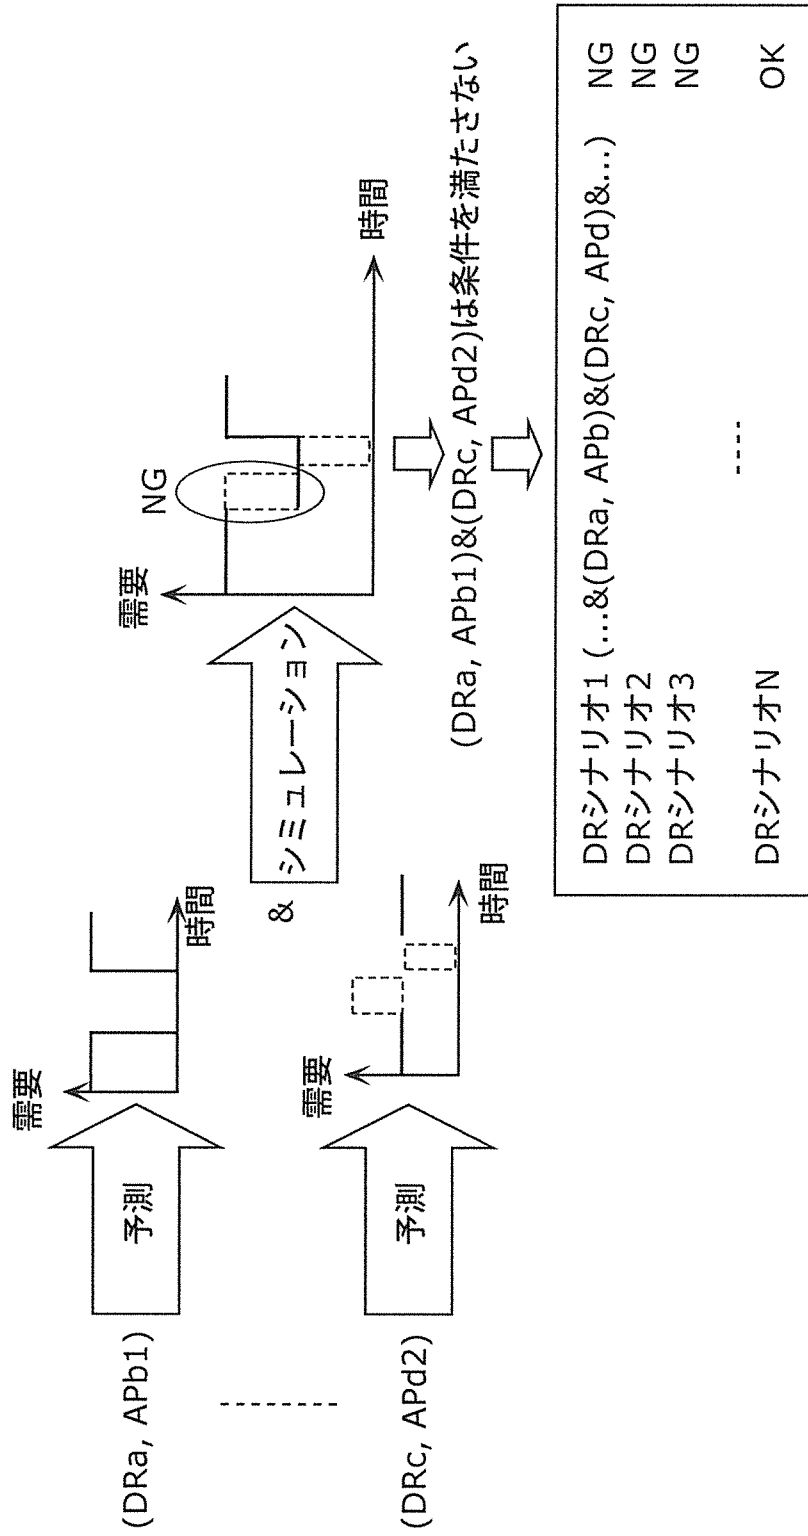 (DRa, APb1)
予測
需要
時間
(DRc, APd2)
予測
需要
時間
&
シミュレーション
需要
NG
時間
(DRa, APb1)&(DRc, APd2)は条件を満たさない
DRシナリオ1 (...&(DRa, APb)&(DRc, APd)&...) NG
DRシナリオ2 NG
DRシナリオ3 NG
DRシナリオN OK